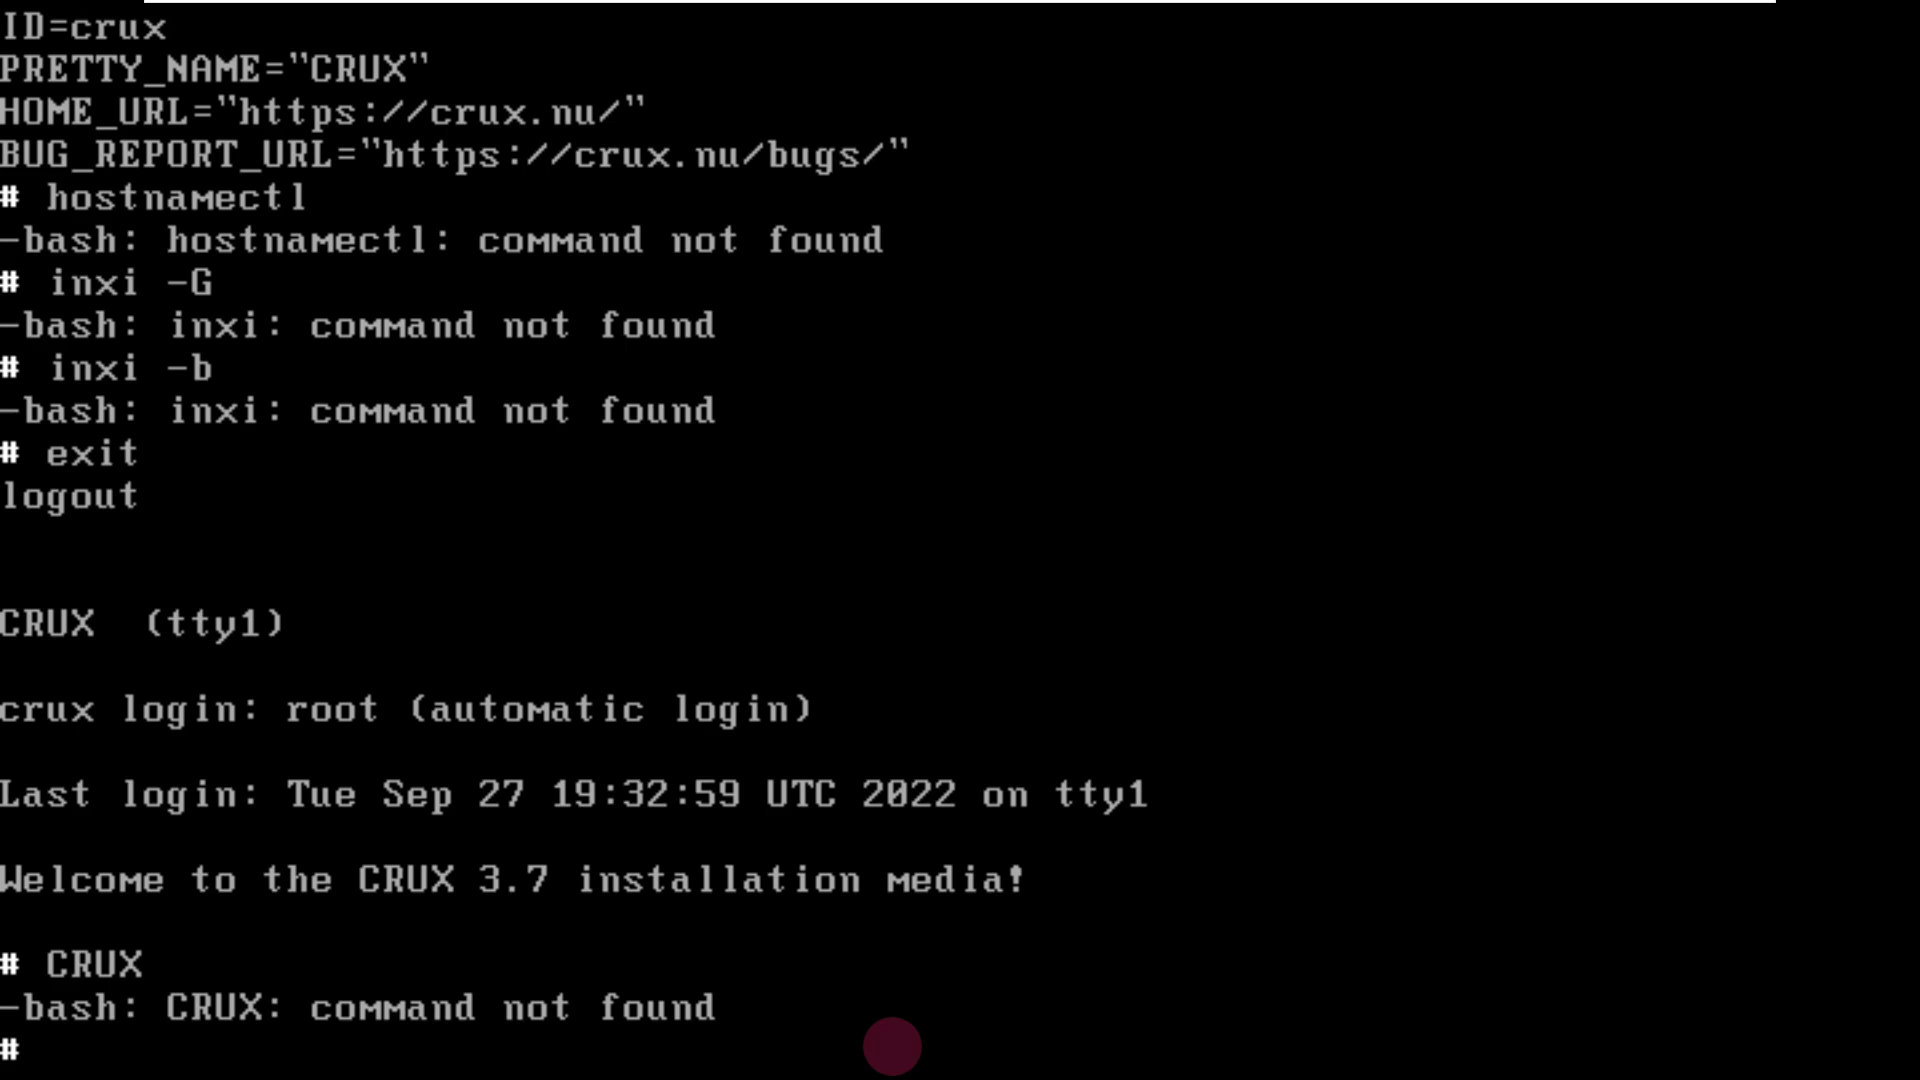 ID=crux
PRETTY_NAME="CRUX"
HOME_URL="https://crux.nu/"
BUG_REPORT_URL="https://crux.nu/bugs/"
# hostnamectl
-bash: hostnamectl: command not found
# inxi -G
-bash: inxi: command not found
# inxi -b
-bash: inxi: command not found
# exit
logout
CRUX  (tty1)
crux login: root (automatic login)
Last login: Tue Sep 27 19:32:59 UTC 2022 on tty1
Welcome to the CRUX 3.7 installation media!
# CRUX
-bash: CRUX: command not found
#